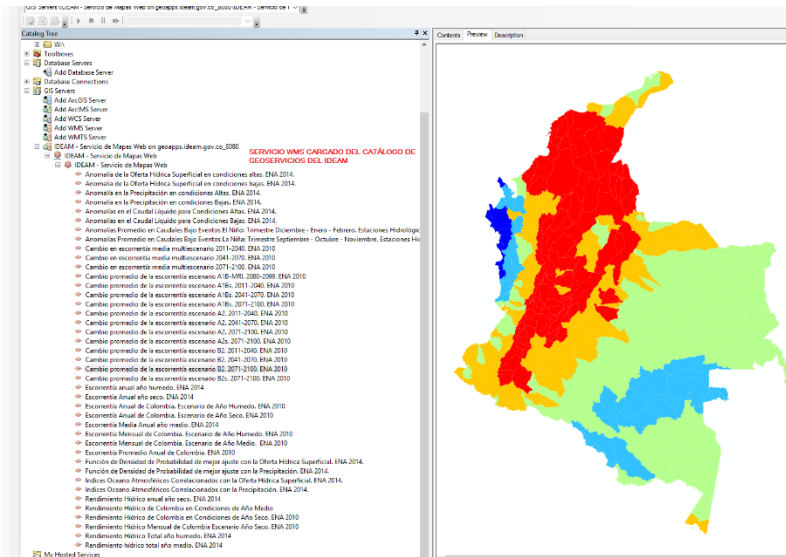 GIS Servers\IDEAM - Servicio de Mapas Web on geoapps.ideam.gov.co_8080\IDEAM - Servicio de
Catalog Tree
Contents Preview Description
W:\
Toolboxes
Database Servers
Add Database Server
Database Connections
GIS Servers
Add ArcGIS Server
Add ArcIMS Server
Add WCS Server
Add WMS Server
Add WMTS Server
IDEAM - Servicio de Mapas Web on geoapps.ideam.gov.co_8080
SERVICIO WMS CARGADO DEL CATÁLOGO DE
GEOSERVICIOS DEL IDEAM
IDEAM - Servicio de Mapas Web
IDEAM - Servicio de Mapas Web
Anomalía de la Oferta Hídrica Superficial en condiciones altas. ENA 2014.
Anomalía de la Oferta Hídrica Superficial en condiciones bajas. ENA 2014.
Anomalía en la Precipitación en condiciones Altas. ENA 2014.
Anomalía en la Precipitación en condiciones Bajas. ENA 2014.
Anomalías en el Caudal Líquido para Condiciones Altas. ENA 2014.
Anomalías en el Caudal Líquido para Condiciones Bajas. ENA 2014.
Anomalías Promedio en Caudales Bajo Eventos El Niño: Trimestre Diciembre - Enero - Febrero. Estaciones Hidrológic
Anomalías Promedio en Caudales Bajo Eventos La Niña: Trimestre Septiembre - Octubre - Noviembre. Estaciones Hi
Cambio en escorrentía media multiescenario 2011-2040. ENA 2010
Cambio en escorrentía media multiescenario 2041-2070. ENA 2010
Cambio en escorrentía media multiescenario 2071-2100. ENA 2010
Cambio promedio de la escorrentía escenario A1B-MRI. 2080-2099. ENA 2010
Cambio promedio de la escorrentía escenario A1Bs. 2011-2040. ENA 2010
Cambio promedio de la escorrentía escenario A1Bs. 2041-2070. ENA 2010
Cambio promedio de la escorrentía escenario A1Bs. 2071-2100. ENA 2010
Cambio promedio de la escorrentía escenario A2. 2011-2040. ENA 2010
Cambio promedio de la escorrentía escenario A2. 2041-2070. ENA 2010
Cambio promedio de la escorrentía escenario A2. 2071-2100. ENA 2010
Cambio promedio de la escorrentía escenario A2s. 2071-2100. ENA 2010
Cambio promedio de la escorrentía escenario B2. 2011-2040. ENA 2010
Cambio promedio de la escorrentía escenario B2. 2041-2070. ENA 2010
Cambio promedio de la escorrentía escenario B2. 2071-2100. ENA 2010
Cambio promedio de la escorrentía escenario B2s. 2071-2100. ENA 2010
Escorrentía anual año humedo. ENA 2014
Escorrentía Anual año seco. ENA 2014
Escorrentía Anual de Colombia, Escenario de Año Humedo. ENA 2010
Escorrentía Anual de Colombia. Escenario de Año Seco. ENA 2010
Escorrentía Media Anual año medio. ENA 2014
Escorrentía Mensual de Colombia. Escenario de Año Humedo. ENA 2010
Escorrentía Mensual de Colombia. Escenario de Año Medio. ENA 2010
Escorrentía Promedio Anual de Colombia. ENA 2010
Función de Densidad de Probabilidad de mejor ajuste con la Oferta Hídrica Superficial. ENA 2014.
Función de Densidad de Probabilidad de mejor ajuste con la Precipitación. ENA 2014.
Indices Oceano Atmosféricos Correlacionados con la Oferta Hídrica Superficial. ENA 2014.
Indices Oceano Atmosféricos Correlacionados con la Precipitación. ENA 2014.
Rendimiento Hídrico anual año seco. ENA 2014
Rendimiento Hídrico de Colombia en Condiciones de Año Medio
Rendimiento Hídrico de Colombia en Condiciones de Año Seco. ENA 2010
Rendimiento Hídrico Mensual de Colombia Escenario Año Seco. ENA 2010
Rendimiento Hídrico Total año humedo. ENA 2014
Rendimiento hídrico total año medio. ENA 2014
My Hosted Services